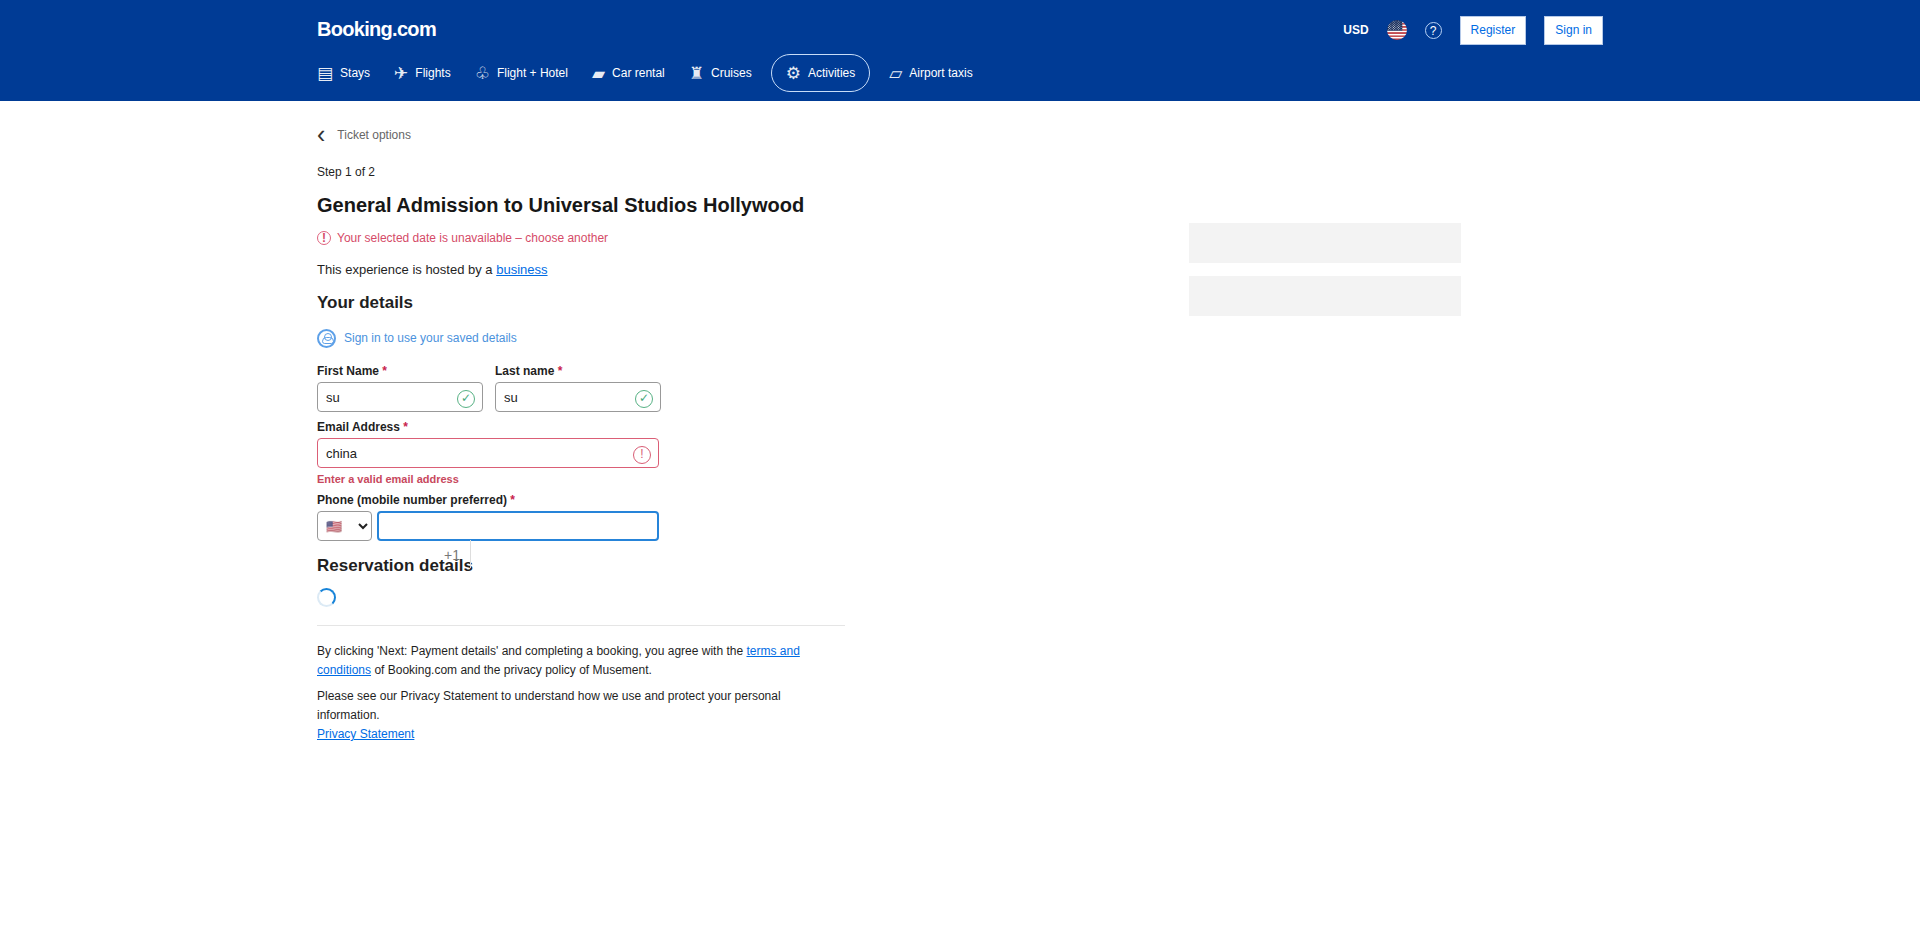 Booking.com
USD
Register
Sign in
Stays
Flights
Flight + Hotel
Car rental
Cruises
Activities
Airport taxis
Ticket options
Step 1 of 2
General Admission to Universal Studios Hollywood
Your selected date is unavailable – choose another
This experience is hosted by a business
Your details
Sign in to use your saved details
First Name *
Last name *
su
su
Email Address *
china
Enter a valid email address
Phone (mobile number preferred) *
+1
Reservation details
By clicking 'Next: Payment details' and completing a booking, you agree with the terms and
conditions of Booking.com and the privacy policy of Musement.
Please see our Privacy Statement to understand how we use and protect your personal
information.
Privacy Statement